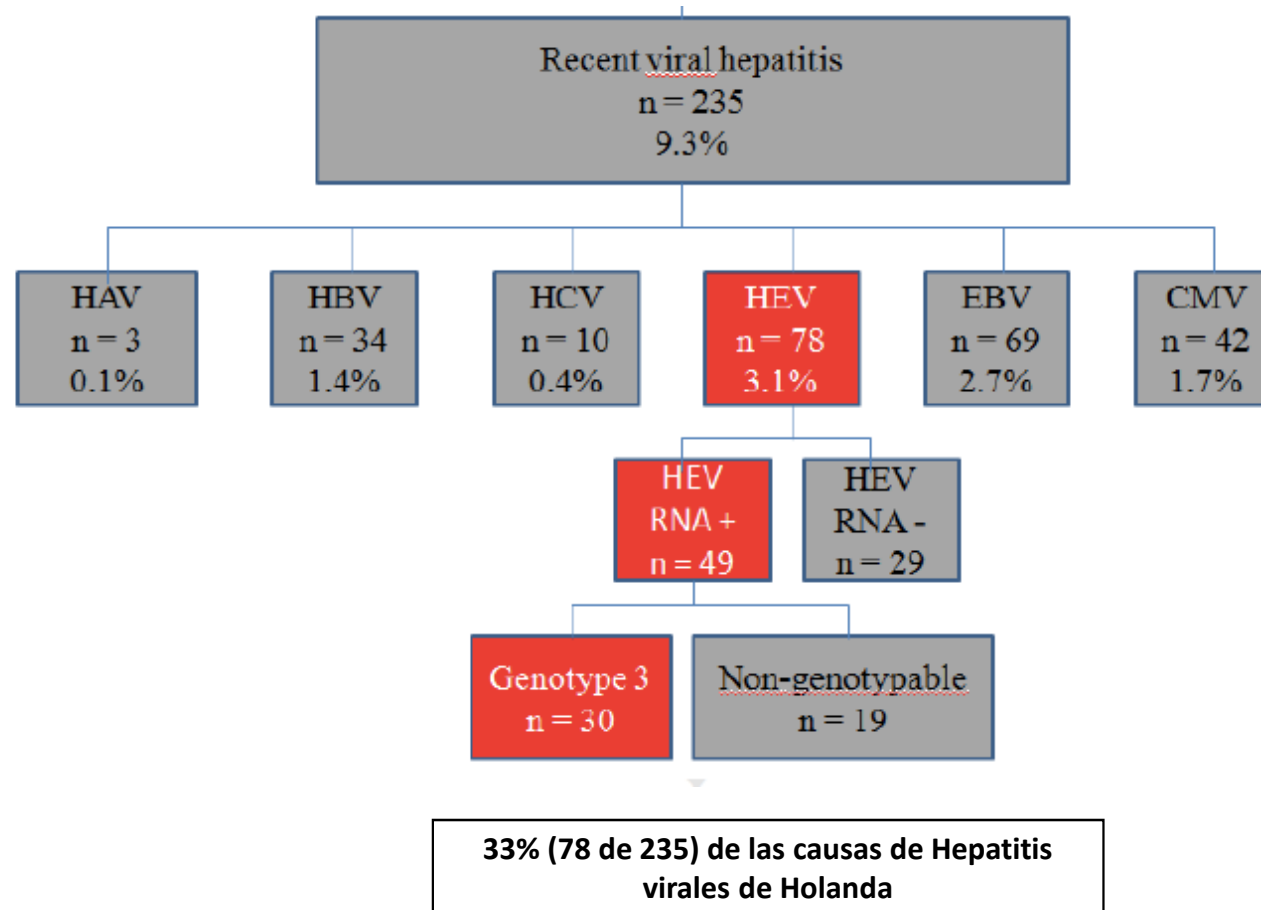 Recent viral hepatitis
n = 235
9.3%
HAV
n = 3
0.1%
HBV
n = 34
1.4%
HCV
n = 10
0.4%
HEV
n = 78
3.1%
EBV
n = 69
2.7%
CMV
n = 42
1.7%
HEV
RNA +
n = 49
HEV
RNA -
n = 29
Genotype 3
n = 30
Non-genotypable
n = 19
33% (78 de 235) de las causas de Hepatitis
virales de Holanda